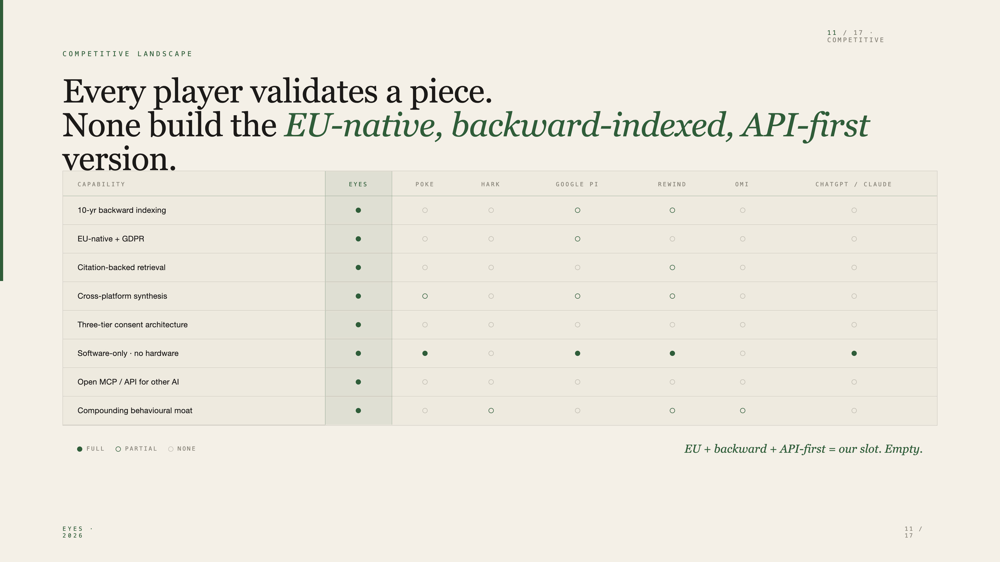 11 / 17 ·
COMPETITIVE
COMPETITIVE LANDSCAPE
Every player validates a piece.
None build the EU-native, backward-indexed, API-first
version.
CAPABILITY EYES POKE HARK GOOGLE PI REWIND OMI CHATGPT / CLAUDE
10-yr backward indexing
EU-native + GDPR
Citation-backed retrieval
Cross-platform synthesis
Three-tier consent architecture
Software-only · no hardware
Open MCP / API for other AI
Compounding behavioural moat
FULL PARTIAL NONE
EU + backward + API-first = our slot. Empty.
EYES ·
2026
11 /
17